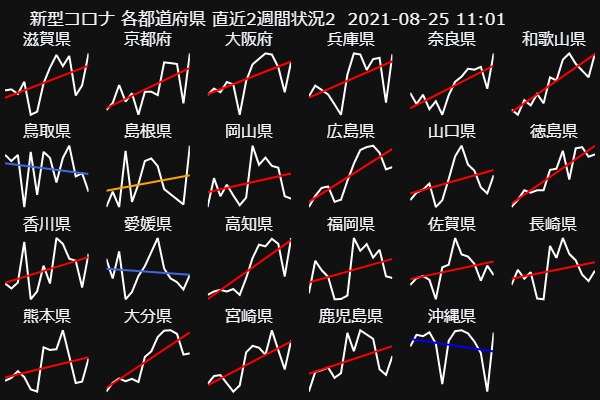 新型コロナ 各都道府県 直近2週間状況2 2021-08-25 11:01
滋賀県 京都府 大阪府 兵庫県 奈良県 和歌山県
鳥取県 島根県 岡山県 広島県 山口県 徳島県
香川県 愛媛県 高知県 福岡県 佐賀県 長崎県
熊本県 大分県 宮崎県 鹿児島県 沖縄県